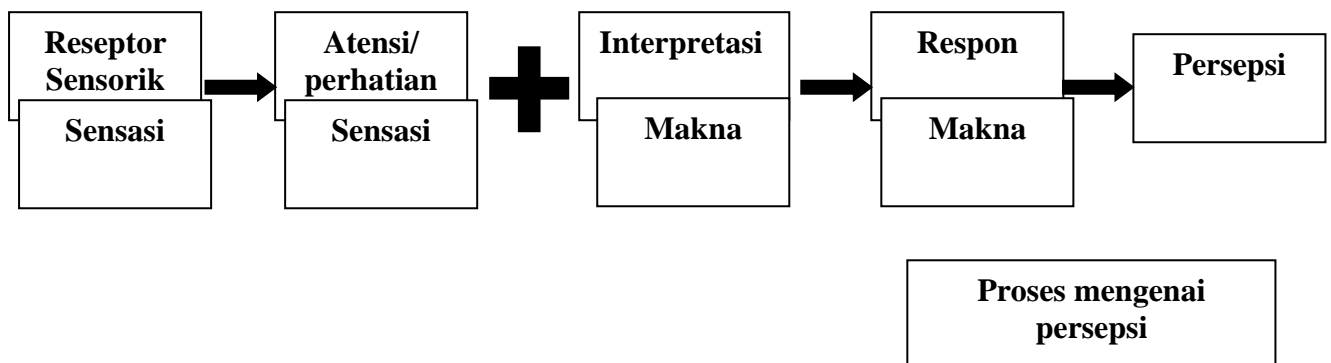 Reseptor
Sensorik
Sensasi
Atensi/
perhatian
Sensasi
Interpretasi
Makna
Respon
Makna
Persepsi
Proses mengenai
persepsi